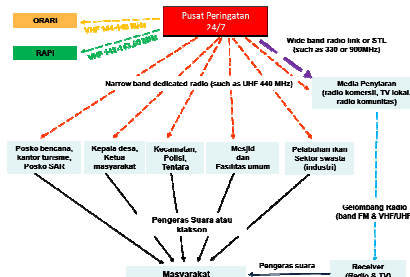 ORARI
RAPI
Pusat Peringatan
24/7
Wide band radio link or STL
(such as 330 or 900MHz)
Narrow band dedicated radio (such as UHF 440 MHz)
Media Penyiaran
(radio komersil, TV lokal,
radio komunitas)
Posko bencana,
kantor turisme,
Posko SAR
Kepala desa,
Ketua
masyarakat
Kecamatan,
Polisi,
Tentara
Mesjid
dan
Fasilitas umum
Pelabuhan ikan
Sektor swasta
(industri)
Pengeras Suara atau
klakson
Gelombang Radio
(band FM & VHF/UHF
Masyarakat
Pengeras suara
Receiver
(Radio & TV)